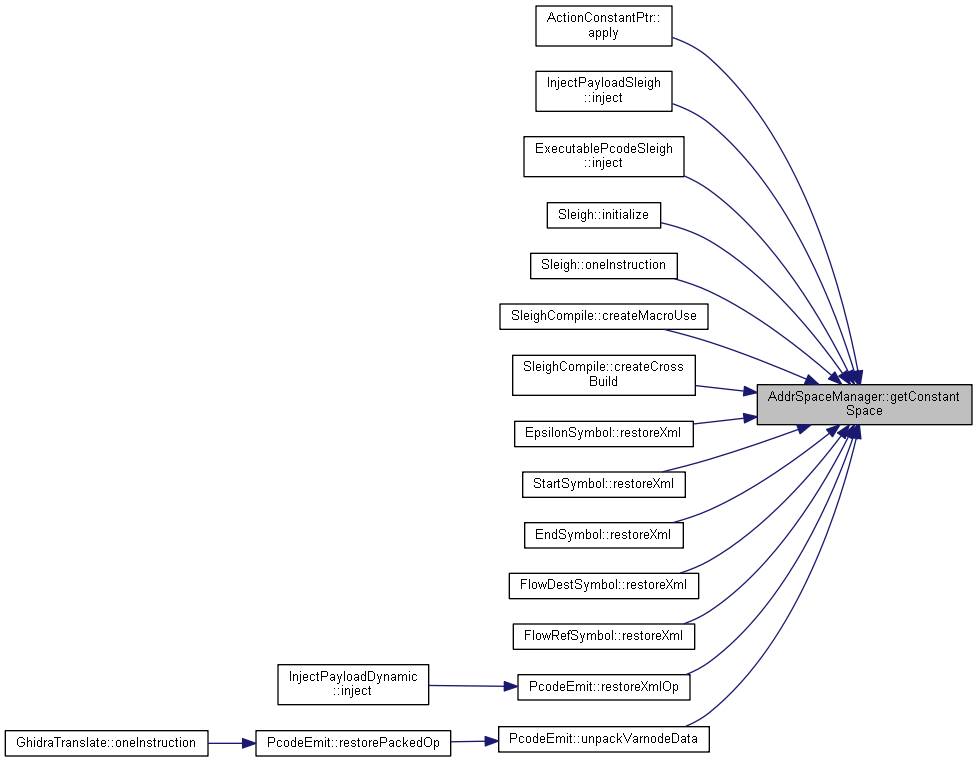 ActionConstantPtr::
apply
InjectPayloadSleigh
::inject
ExecutablePcodeSleigh
::inject
Sleigh::initialize
Sleigh::oneInstruction
SleighCompile::createMacroUse
SleighCompile::createCross
Build
AddrSpaceManager::getConstant
Space
EpsilonSymbol::restoreXml
StartSymbol::restoreXml
EndSymbol::restoreXml
FlowDestSymbol::restoreXml
FlowRefSymbol::restoreXml
InjectPayloadDynamic
::inject
PcodeEmit::restoreXmlOp
GhidraTranslate::oneInstruction
PcodeEmit::restorePackedOp
PcodeEmit::unpackVarnodeData